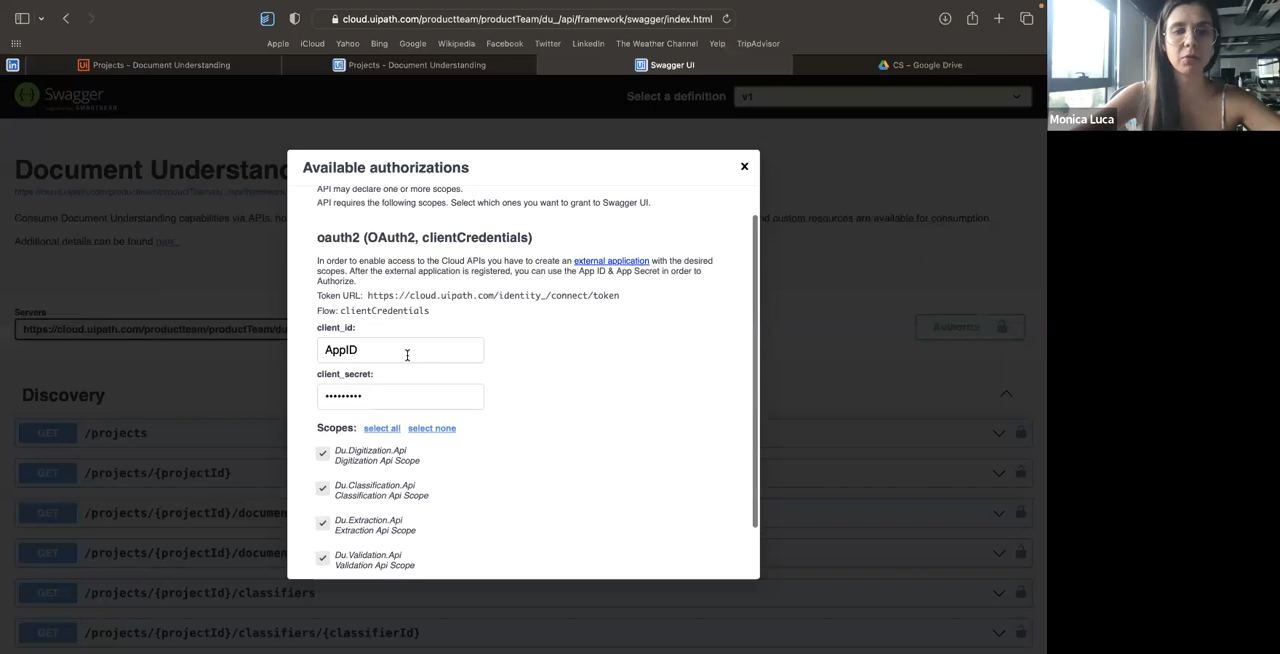 cloud.uipath.com/productteam/productTeam/du_/api/framework/swagger/index.html
Apple iCloud Yahoo Bing Google Wikipedia Facebook Twitter LinkedIn The Weather Channel Yelp TripAdvisor
Projects - Document Understanding
Projects - Document Understanding
Swagger UI
CS – Google Drive
Monica Luca
Swagger
Select a definition
v1
Document Understand
Available authorizations
API may declare one or more scopes.
API requires the following scopes. Select which ones you want to grant to Swagger UI.
Consume Document Understanding capabilities via APIs,
custom resources are available for consumption.
Additional details can be found
oauth2 (OAuth2, clientCredentials)
In order to enable access to the Cloud APIs you have to create an external application with the desired
scopes. After the external application is registered, you can use the App ID & App Secret in order to
Authorize.
Token URL: https://cloud.uipath.com/identity_/connect/token
Flow: clientCredentials
client_id:
AppID
client_secret:
•••••••••
Scopes: select all select none
Du.Digitization.Api
Digitization Api Scope
Du.Classification.Api
Classification Api Scope
Du.Extraction.Api
Extraction Api Scope
Du.Validation.Api
Validation Api Scope
Servers
https://cloud.uipath.com/productteam/productTeam/du
Authorize
Discovery
GET /projects
GET /projects/{projectId}
GET /projects/{projectId}/docume
GET /projects/{projectId}/docume
GET /projects/{projectId}/classifiers
GET /projects/{projectId}/classifiers/{classifierId}